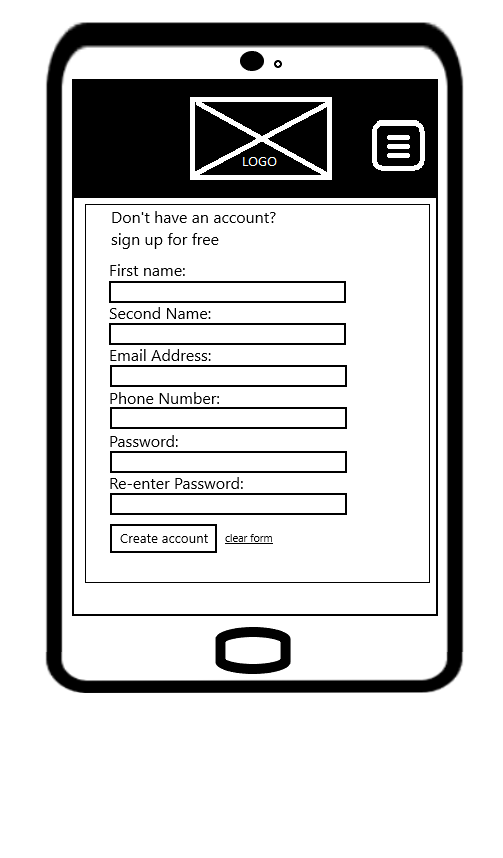 LOGO
Don't have an account?
sign up for free
First name:
Second Name:
Email Address:
Phone Number:
Password:
Re-enter Password:
Create account clear form